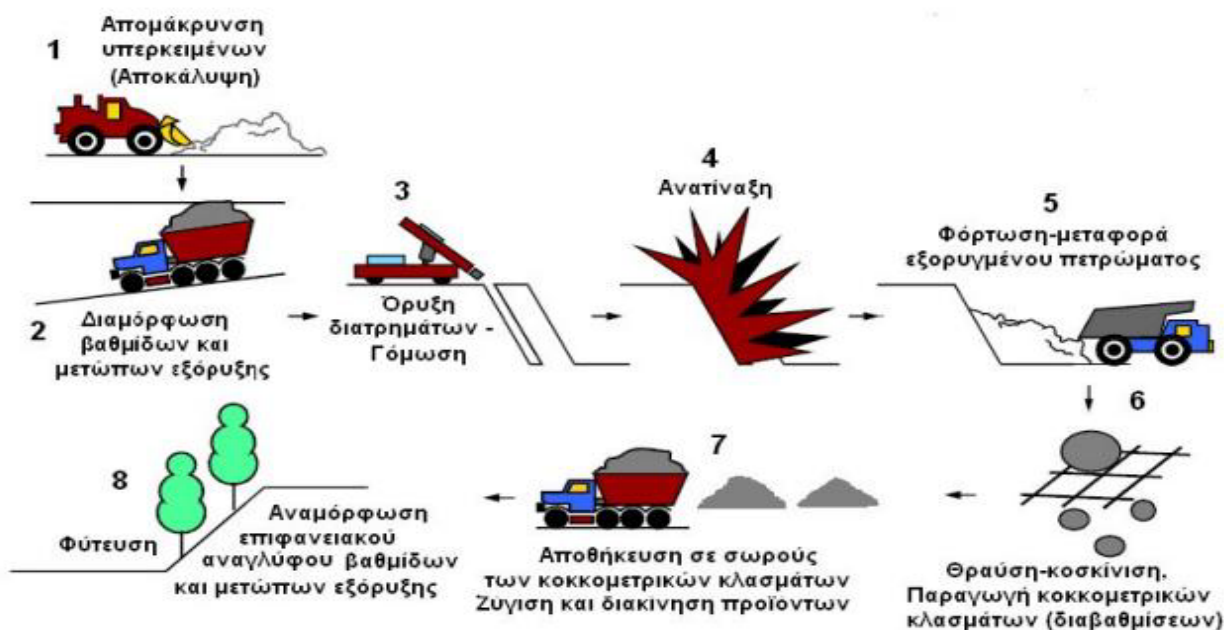 1
Απομάκρυνση
υπερκειμένων
(Αποκάλυψη)
2
Διαμόρφωση
βαθμίδων και
μετώπων εξόρυξης
3
Όρυξη
διατρημάτων -
Γόμωση
4
Ανατίναξη
5
Φόρτωση-μεταφορά
εξορυγμένου πετρώματος
6
Θραύση-κοσκίνιση.
Παραγωγή κοκκομετρικών
κλασμάτων (διαβαθμίσεων)
7
Αποθήκευση σε σωρούς
των κοκκομετρικών κλασμάτων
Ζύγιση και διακίνηση προϊόντων
8
Φύτευση
Αναμόρφωση
επιφανειακού
αναγλύφου βαθμίδων
και μετώπων εξόρυξης